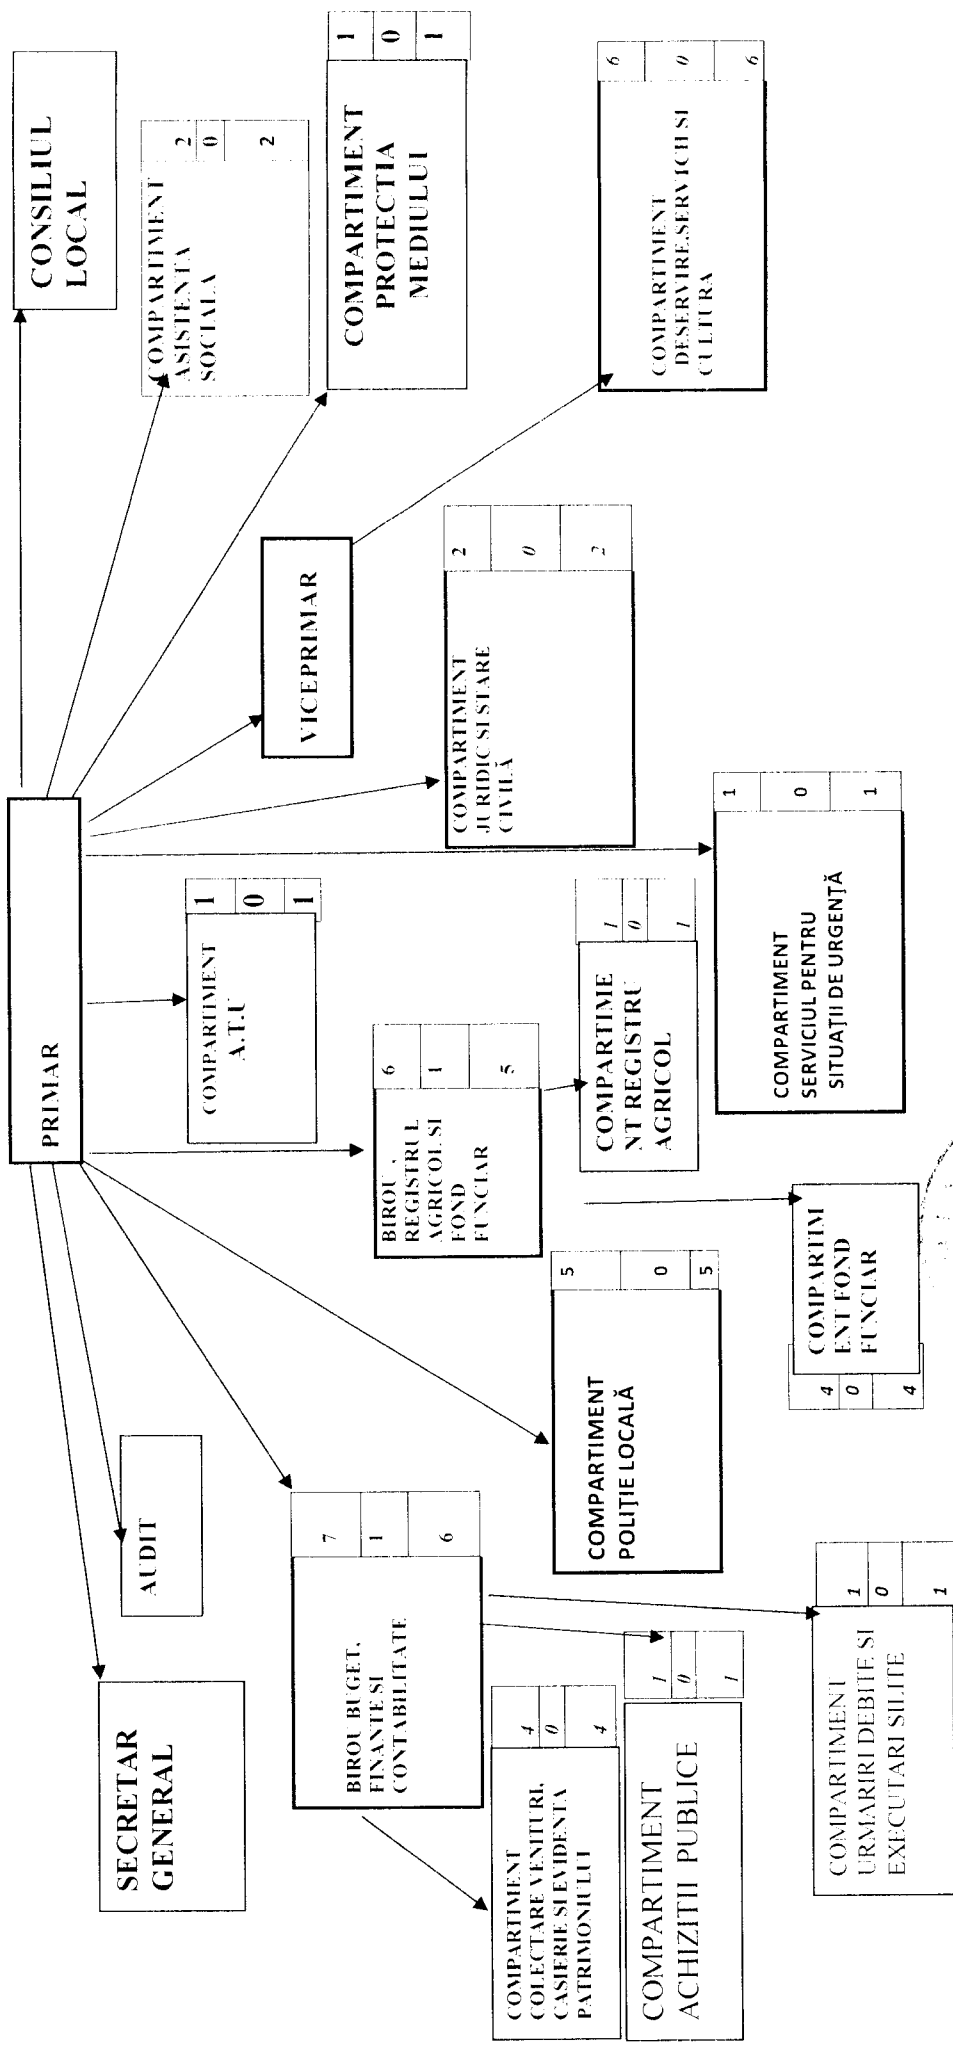 PRIMAR
CONSILIUL
LOCAL
SECRETAR
GENERAL
AUDIT
COMPARTIMENT
A.T.U
1
0
1
COMPARTIMENT
ASISTENTA
SOCIALA
2
0
2
COMPARTIMENT
PROTECTIA
MEDIULUI
1
0
1
VICEPRIMAR
BIROU BUGET,
FINANTE SI
CONTABILITATE
7
1
6
BIROU ,
REGISTRUL
AGRICOL SI
FOND
FUNCIAR
6
1
5
COMPARTIMENT
JURIDIC SI STARE
CIVILĂ
2
0
2
COMPARTIMENT
DESERVIRE,SERVICII SI
CULTURA
6
0
6
COMPARTIMENT
COLECTARE VENITURI,
CASIERIE SI EVIDENTA
PATRIMONIULUI
4
0
4
COMPARTIMENT
POLIȚIE LOCALĂ
5
0
5
COMPARTIME
NT REGISTRU
AGRICOL
1
0
1
COMPARTIMENT
ACHIZITII PUBLICE
1
0
1
COMPARTIMENT
SERVICIUL PENTRU
SITUAȚII DE URGENȚĂ
1
0
1
COMPARTIM
ENT FOND
FUNCIAR
4
0
4
COMPARTIMENT
URMARIRI DEBITE SI
EXECUTARI SILITE
1
0
1